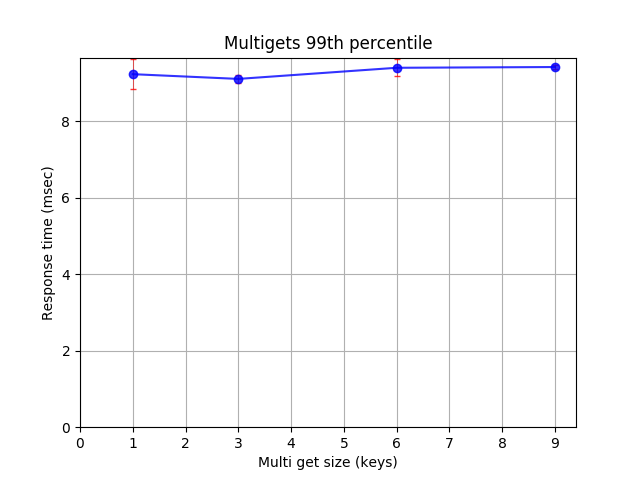 Multigets 99th percentile
Response time (msec)
8
6
4
2
0
0 1 2 3 4 5 6 7 8 9
Multi get size (keys)